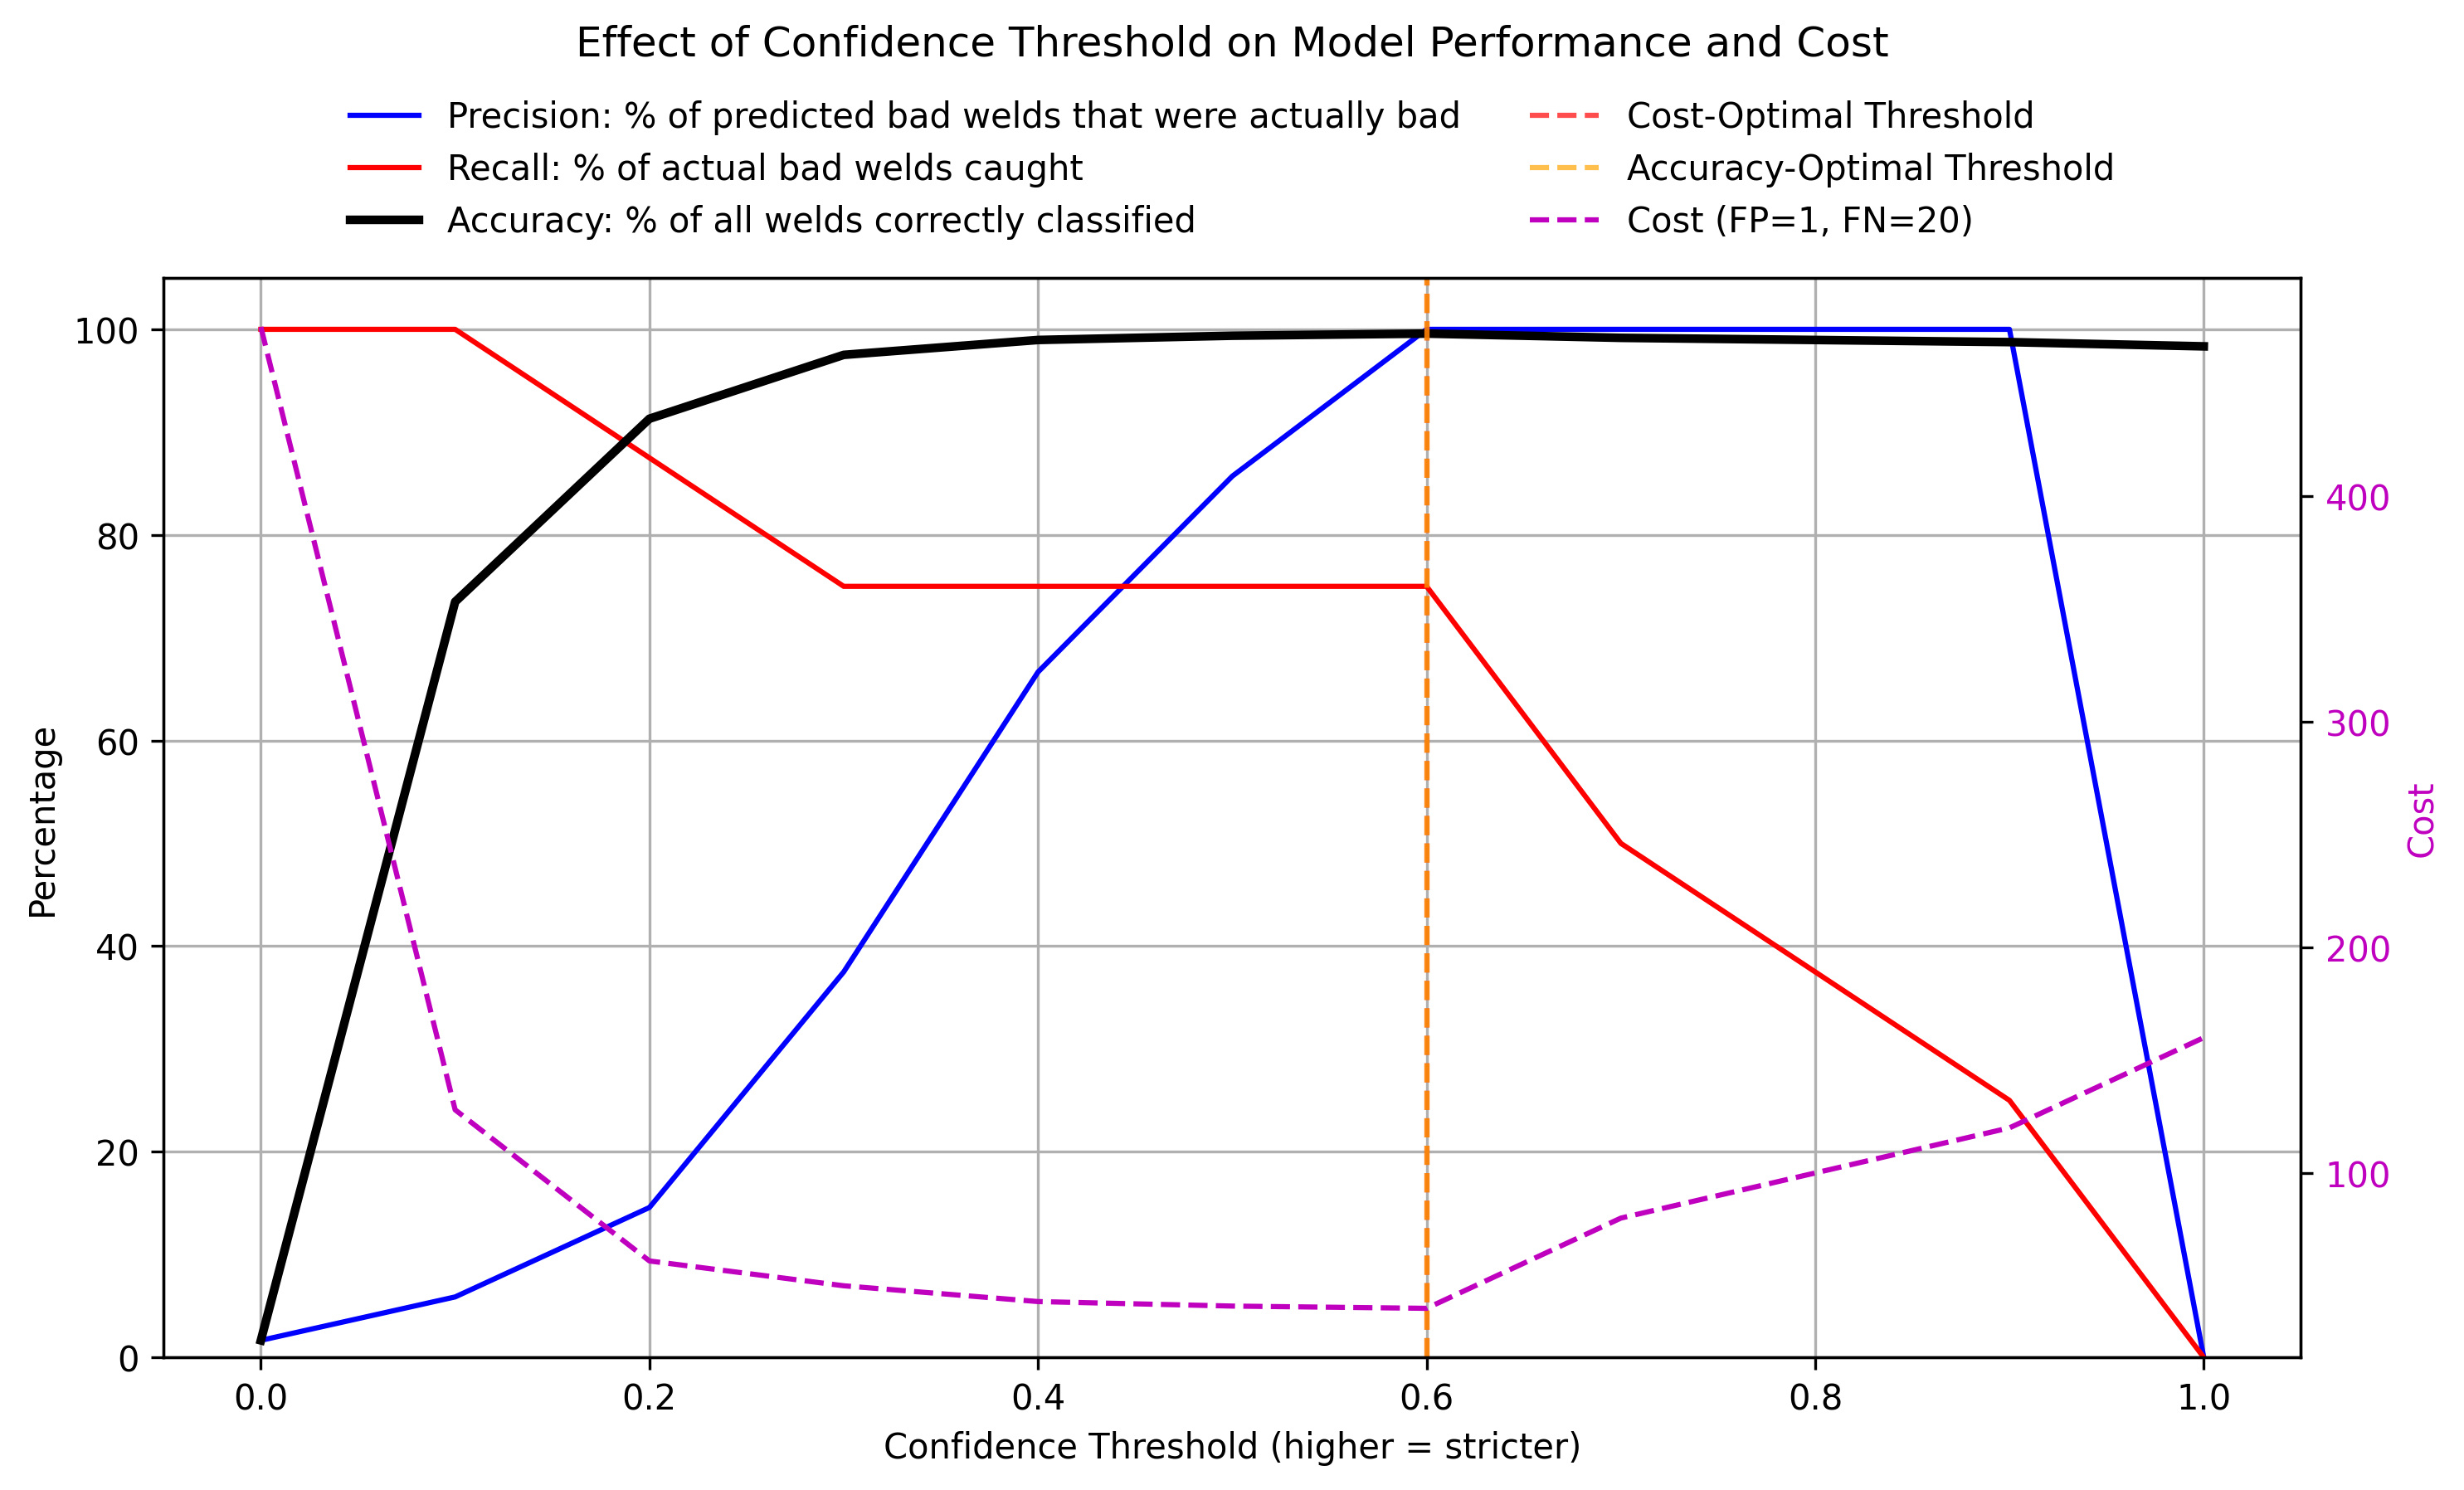 Effect of Confidence Threshold on Model Performance and Cost
Precision: % of predicted bad welds that were actually bad
Recall: % of actual bad welds caught
Accuracy: % of all welds correctly classified
Cost-Optimal Threshold
Accuracy-Optimal Threshold
Cost (FP=1, FN=20)
Percentage
100
80
60
40
20
0
0.0
0.2
0.4
0.6
0.8
1.0
Confidence Threshold (higher = stricter)
400
300
200
100
Cost